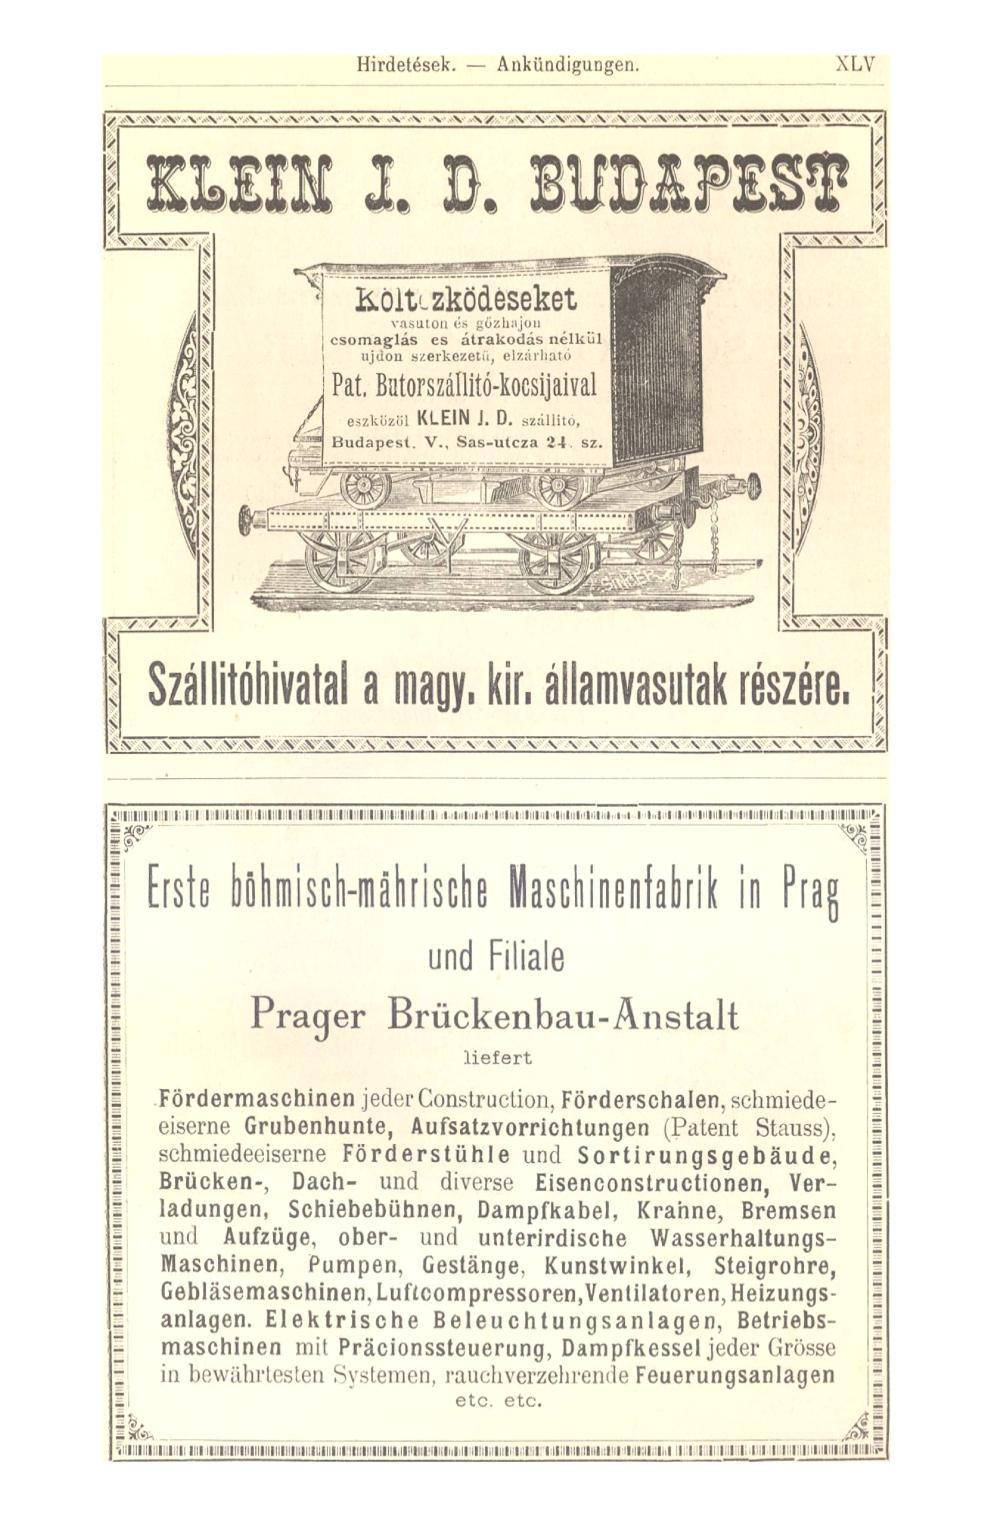 Hirdetések. — Ankündigungen. XLV
KLEIN J. D. BUDAPEST
vasuton és gőzhajon
csomaglás es átrakodás nélkül
ujdon szerkezetü, elzárható
Pat. Butorszállitó-kocsijaival
eszközöl KLEIN J. D. szállitó,
Budapest. V., Sas-utcza 24. sz.
Szállitóhivatal a magy. kir. államvasutak részére.
Erste böhmisch-mährische Maschinenfabrik in Prag
und Filiale
Prager Brückenbau-Anstalt
liefert
Fördermaschinen jeder Construction, Förderschalen, schmiede-
eiserne Grubenhunte, Aufsatzvorrichtungen (Patent Stauss),
schmiedeeiserne Förderstühle und Sortirungsgebäude,
Brücken-, Dach- und diverse Eisenconstructionen, Ver-
ladungen, Schiebebühnen, Dampfkabel, Krahne, Bremsen
und Aufzüge, ober- und unterirdische Wasserhaltungs-
Maschinen, Pumpen, Gestänge, Kunstwinkel, Steigrohre,
Gebläsemaschinen, Luftcompressoren, Ventilatoren, Heizungs-
anlagen. Elektrische Beleuchtungsanlagen, Betriebs-
maschinen mit Präcionssteuerung, Dampfkessel jeder Grösse
in bewährtesten Systemen, rauchverzehrende Feuerungsanlagen
etc. etc.